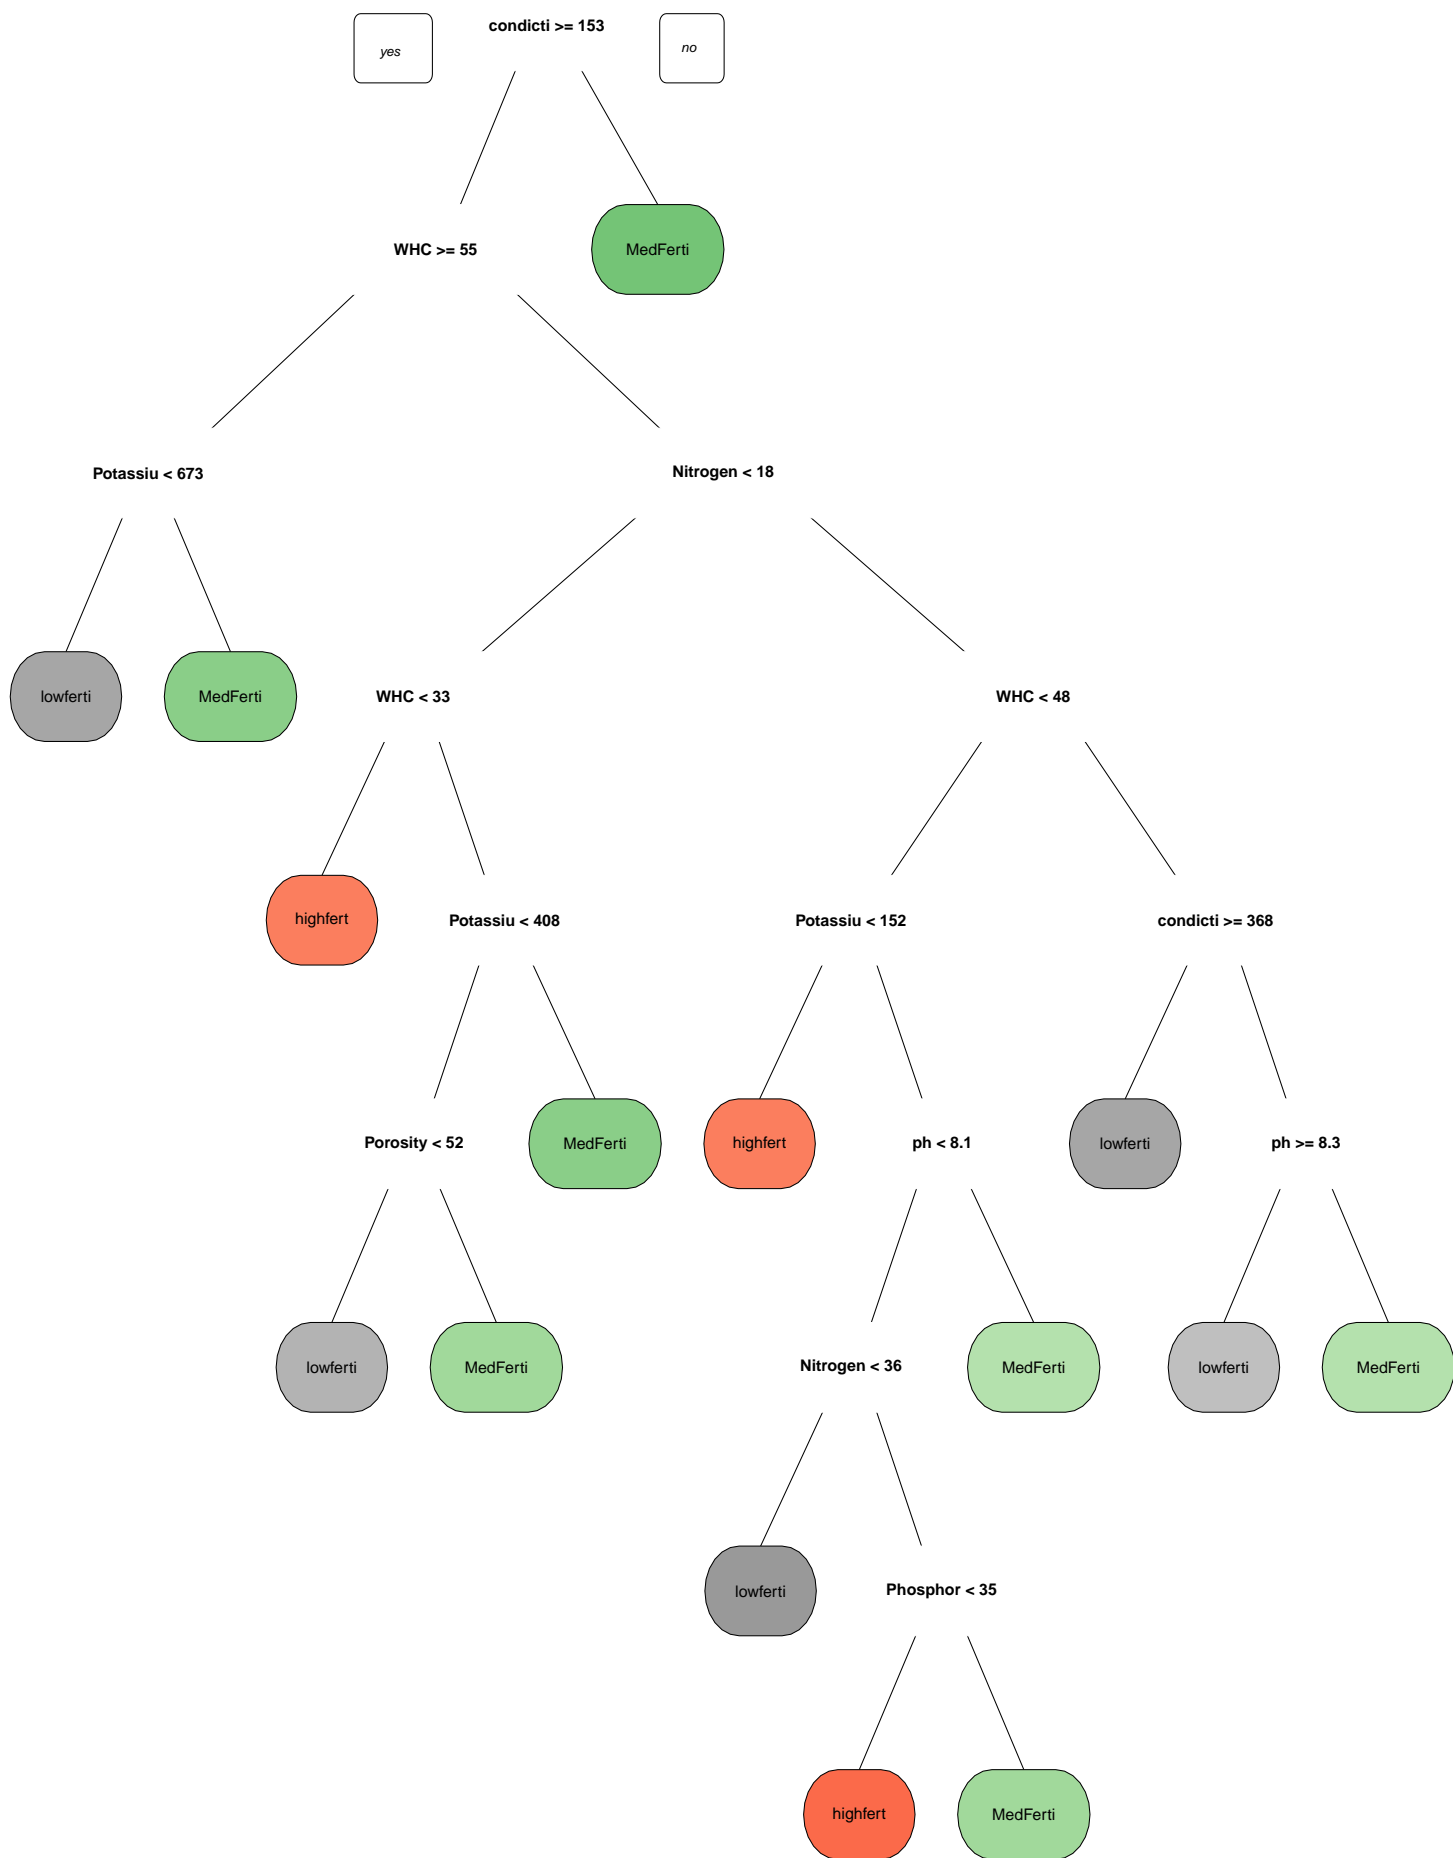 yes
condicti >= 153
no
WHC >= 55
MedFerti
Potassiu < 673
Nitrogen < 18
lowferti
MedFerti
WHC < 33
WHC < 48
highfert
Potassiu < 408
Potassiu < 152
condicti >= 368
Porosity < 52
MedFerti
highfert
ph < 8.1
lowferti
ph >= 8.3
lowferti
MedFerti
Nitrogen < 36
MedFerti
lowferti
MedFerti
lowferti
Phosphor < 35
highfert
MedFerti